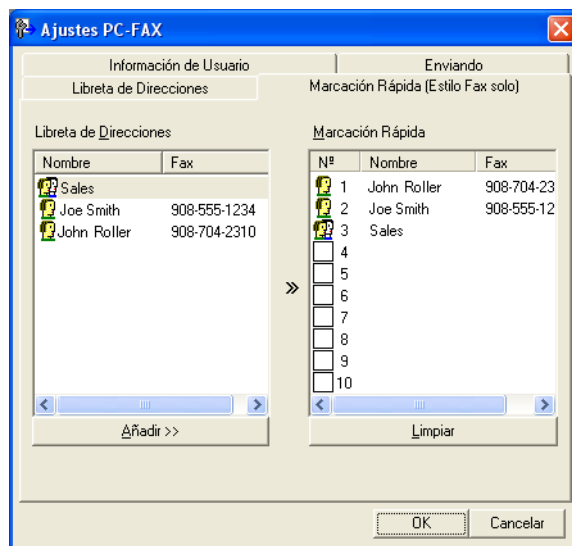 Ajustes PC-FAX
Información de Usuario Enviando
Libreta de Direcciones Marcación Rápida (Estilo Fax solo)
Libreta de Direcciones Marcación Rápida
Nombre Fax Nº Nombre Fax
Sales 1 John Roller 908-704-23
Joe Smith 908-555-1234 2 Joe Smith 908-555-12
John Roller 908-704-2310 3 Sales
4
5
»
6
7
8
9
10
Añadir >> Limpiar
OK Cancelar